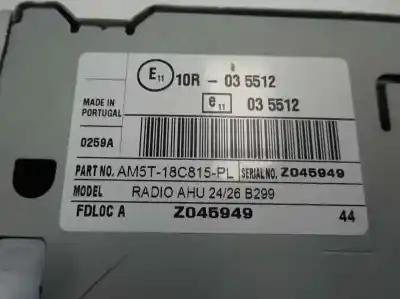 E11 10R - 03 5512
e11 03 5512
MADE IN
PORTUGAL
0259A
PART NO. AM5T-18C815-PL SERIAL NO. Z045949
MODEL RADIO AHU 24/26 B299
FDLOC A Z045949 44